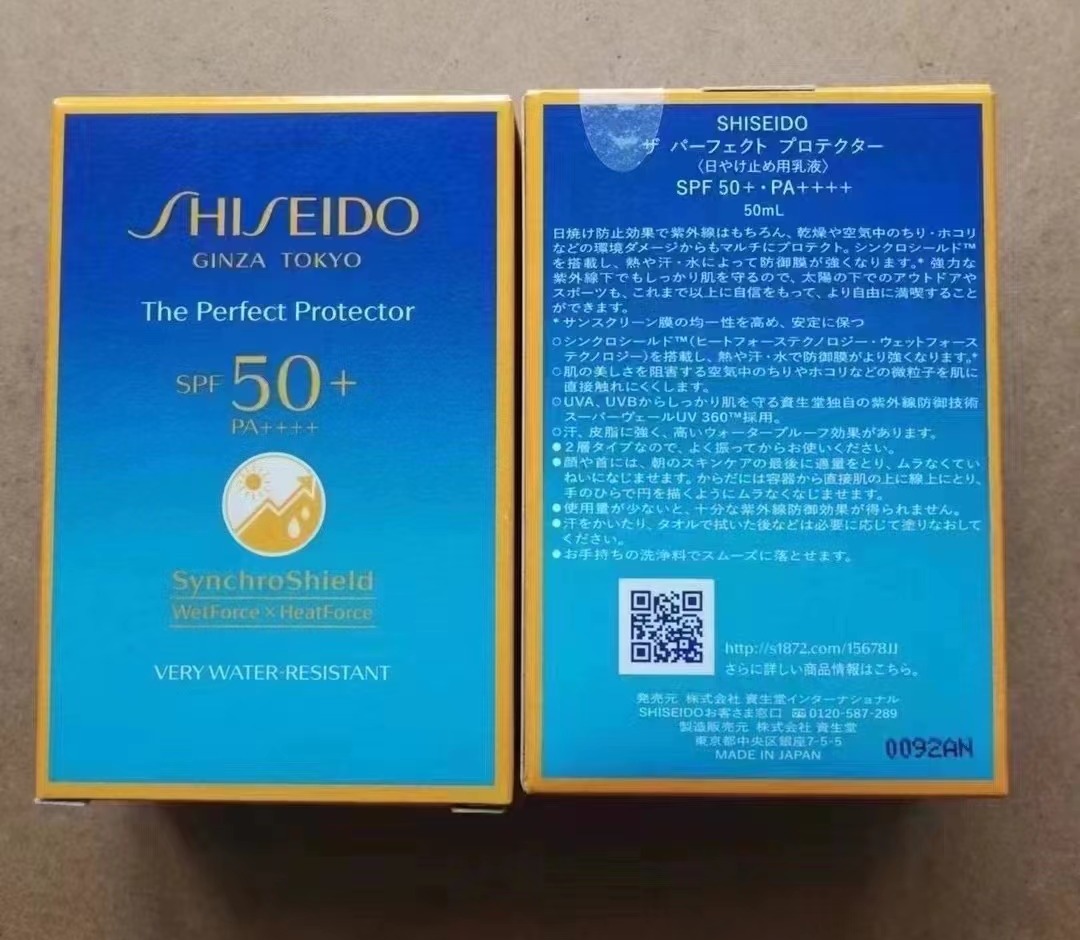 SHISEIDO
GINZA TOKYO
The Perfect Protector
SPF 50+
PA++++
SynchroShield
WetForce × HeatForce
VERY WATER-RESISTANT
SHISEIDO
ザ パーフェクト プロテクター
〈日やけ止め用乳液〉
SPF 50+・PA++++
50mL
日焼け防止効果で紫外線はもちろん、乾燥や空気中のちり・ホコリ
などの環境ダメージからもマルチにプロテクト。シンクロシールド™
を搭載し、熱や汗・水によって防御膜が強くなります。* 強力な
紫外線下でもしっかり肌を守るので、太陽の下でのアウトドアや
スポーツも、これまで以上に自信をもって、より自由に満喫すること
ができます。
*サンスクリーン膜の均一性を高め、安定に保つ
○シンクロシールド™(ヒートフォーステクノロジー・ウェットフォース
テクノロジー)を搭載し、熱や汗・水で防御膜がより強くなります。*
○肌の美しさを阻害する空気中のちりやホコリなどの微粒子を肌に
直接触れにくくします。
○UVA、UVBからしっかり肌を守る資生堂独自の紫外線防御技術
スーパーヴェールUV 360™採用。
○汗、皮脂に強く、高いウォータープルーフ効果があります。
●2層タイプなので、よく振ってからお使いください。
●顔や首には、朝のスキンケアの最後に適量をとり、ムラなくてい
ねいになじませます。からだには容器から直接肌の上に線上にとり、
手のひらで円を描くようにムラなくなじませます。
●使用量が少ないと、十分な紫外線防御効果が得られません。
●汗をかいたり、タオルで拭いた後などは必要に応じて塗りなおして
ください。
●お手持ちの洗浄料でスムーズに落とせます。
http://s1872.com/15678JJ
さらに詳しい商品情報はこちら。
発売元 株式会社 資生堂インターナショナル
SHISEIDOお客さま窓口 0120-587-289
製造販売元 株式会社 資生堂
東京都中央区銀座7-5-5
MADE IN JAPAN
0092AN